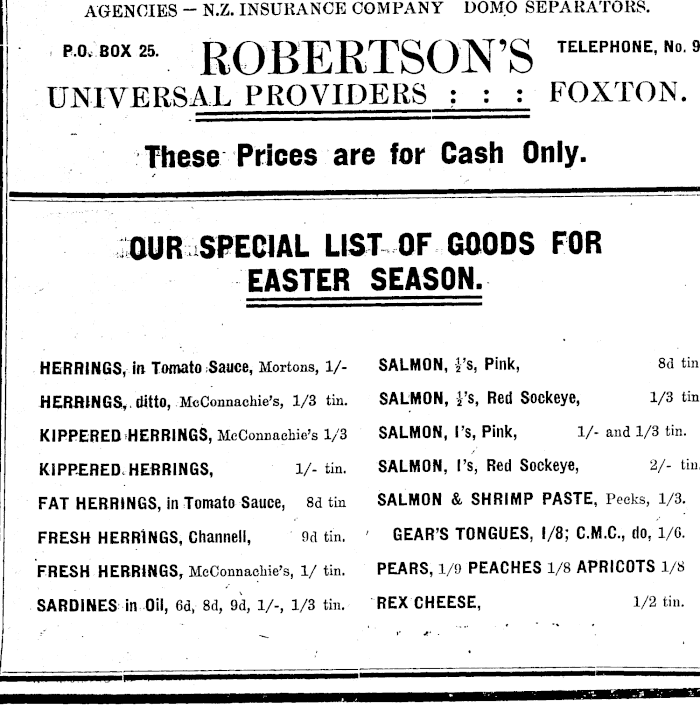 AGENCIES — N.Z. INSURANCE COMPANY DOMO SEPARATORS.
P.O. BOX 25. ROBERTSON'S TELEPHONE, No. 9
UNIVERSAL PROVIDERS : : : FOXTON.
These Prices are for Cash Only.
OUR SPECIAL LIST OF GOODS FOR
EASTER SEASON.
HERRINGS, in Tomato Sauce, Mortons, 1/-
HERRINGS, ditto, McConnachie's, 1/3 tin.
KIPPERED HERRINGS, McConnachie's 1/3
KIPPERED HERRINGS, 1/- tin.
FAT HERRINGS, in Tomato Sauce, 8d tin
FRESH HERRINGS, Channell, 9d tin.
FRESH HERRINGS, McConnachie's, 1/ tin.
SARDINES in Oil, 6d, 8d, 9d, 1/-, 1/3 tin.
SALMON, ½'s, Pink, 8d tin
SALMON, ½'s, Red Sockeye, 1/3 tin
SALMON, 1's, Pink, 1/- and 1/3 tin.
SALMON, 1's, Red Sockeye, 2/- tin.
SALMON & SHRIMP PASTE, Pecks, 1/3.
GEAR'S TONGUES, 1/8; C.M.C., do, 1/6.
PEARS, 1/9 PEACHES 1/8 APRICOTS 1/8
REX CHEESE, 1/2 tin.